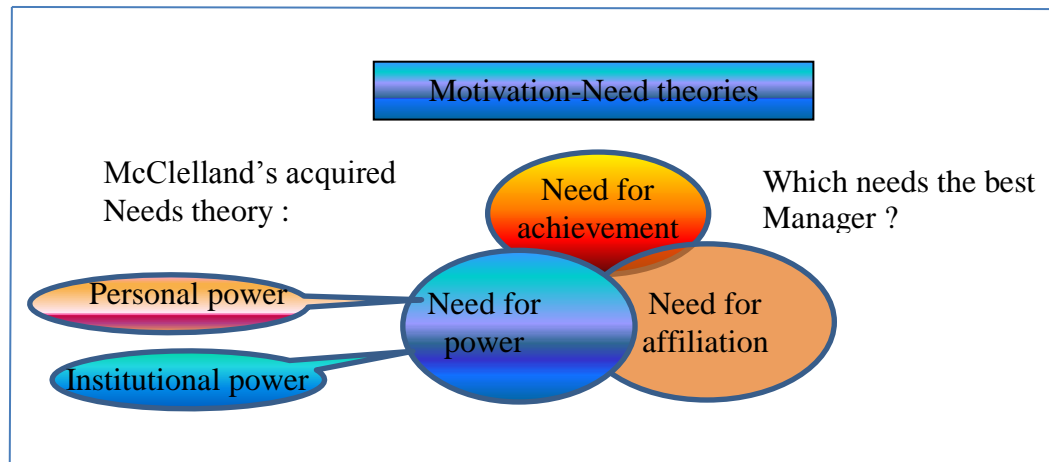 Motivation-Need theories
McClelland’s acquired
Needs theory :
Need for
achievement
Which needs the best
Manager ?
Personal power
Institutional power
Need for
power
Need for
affiliation